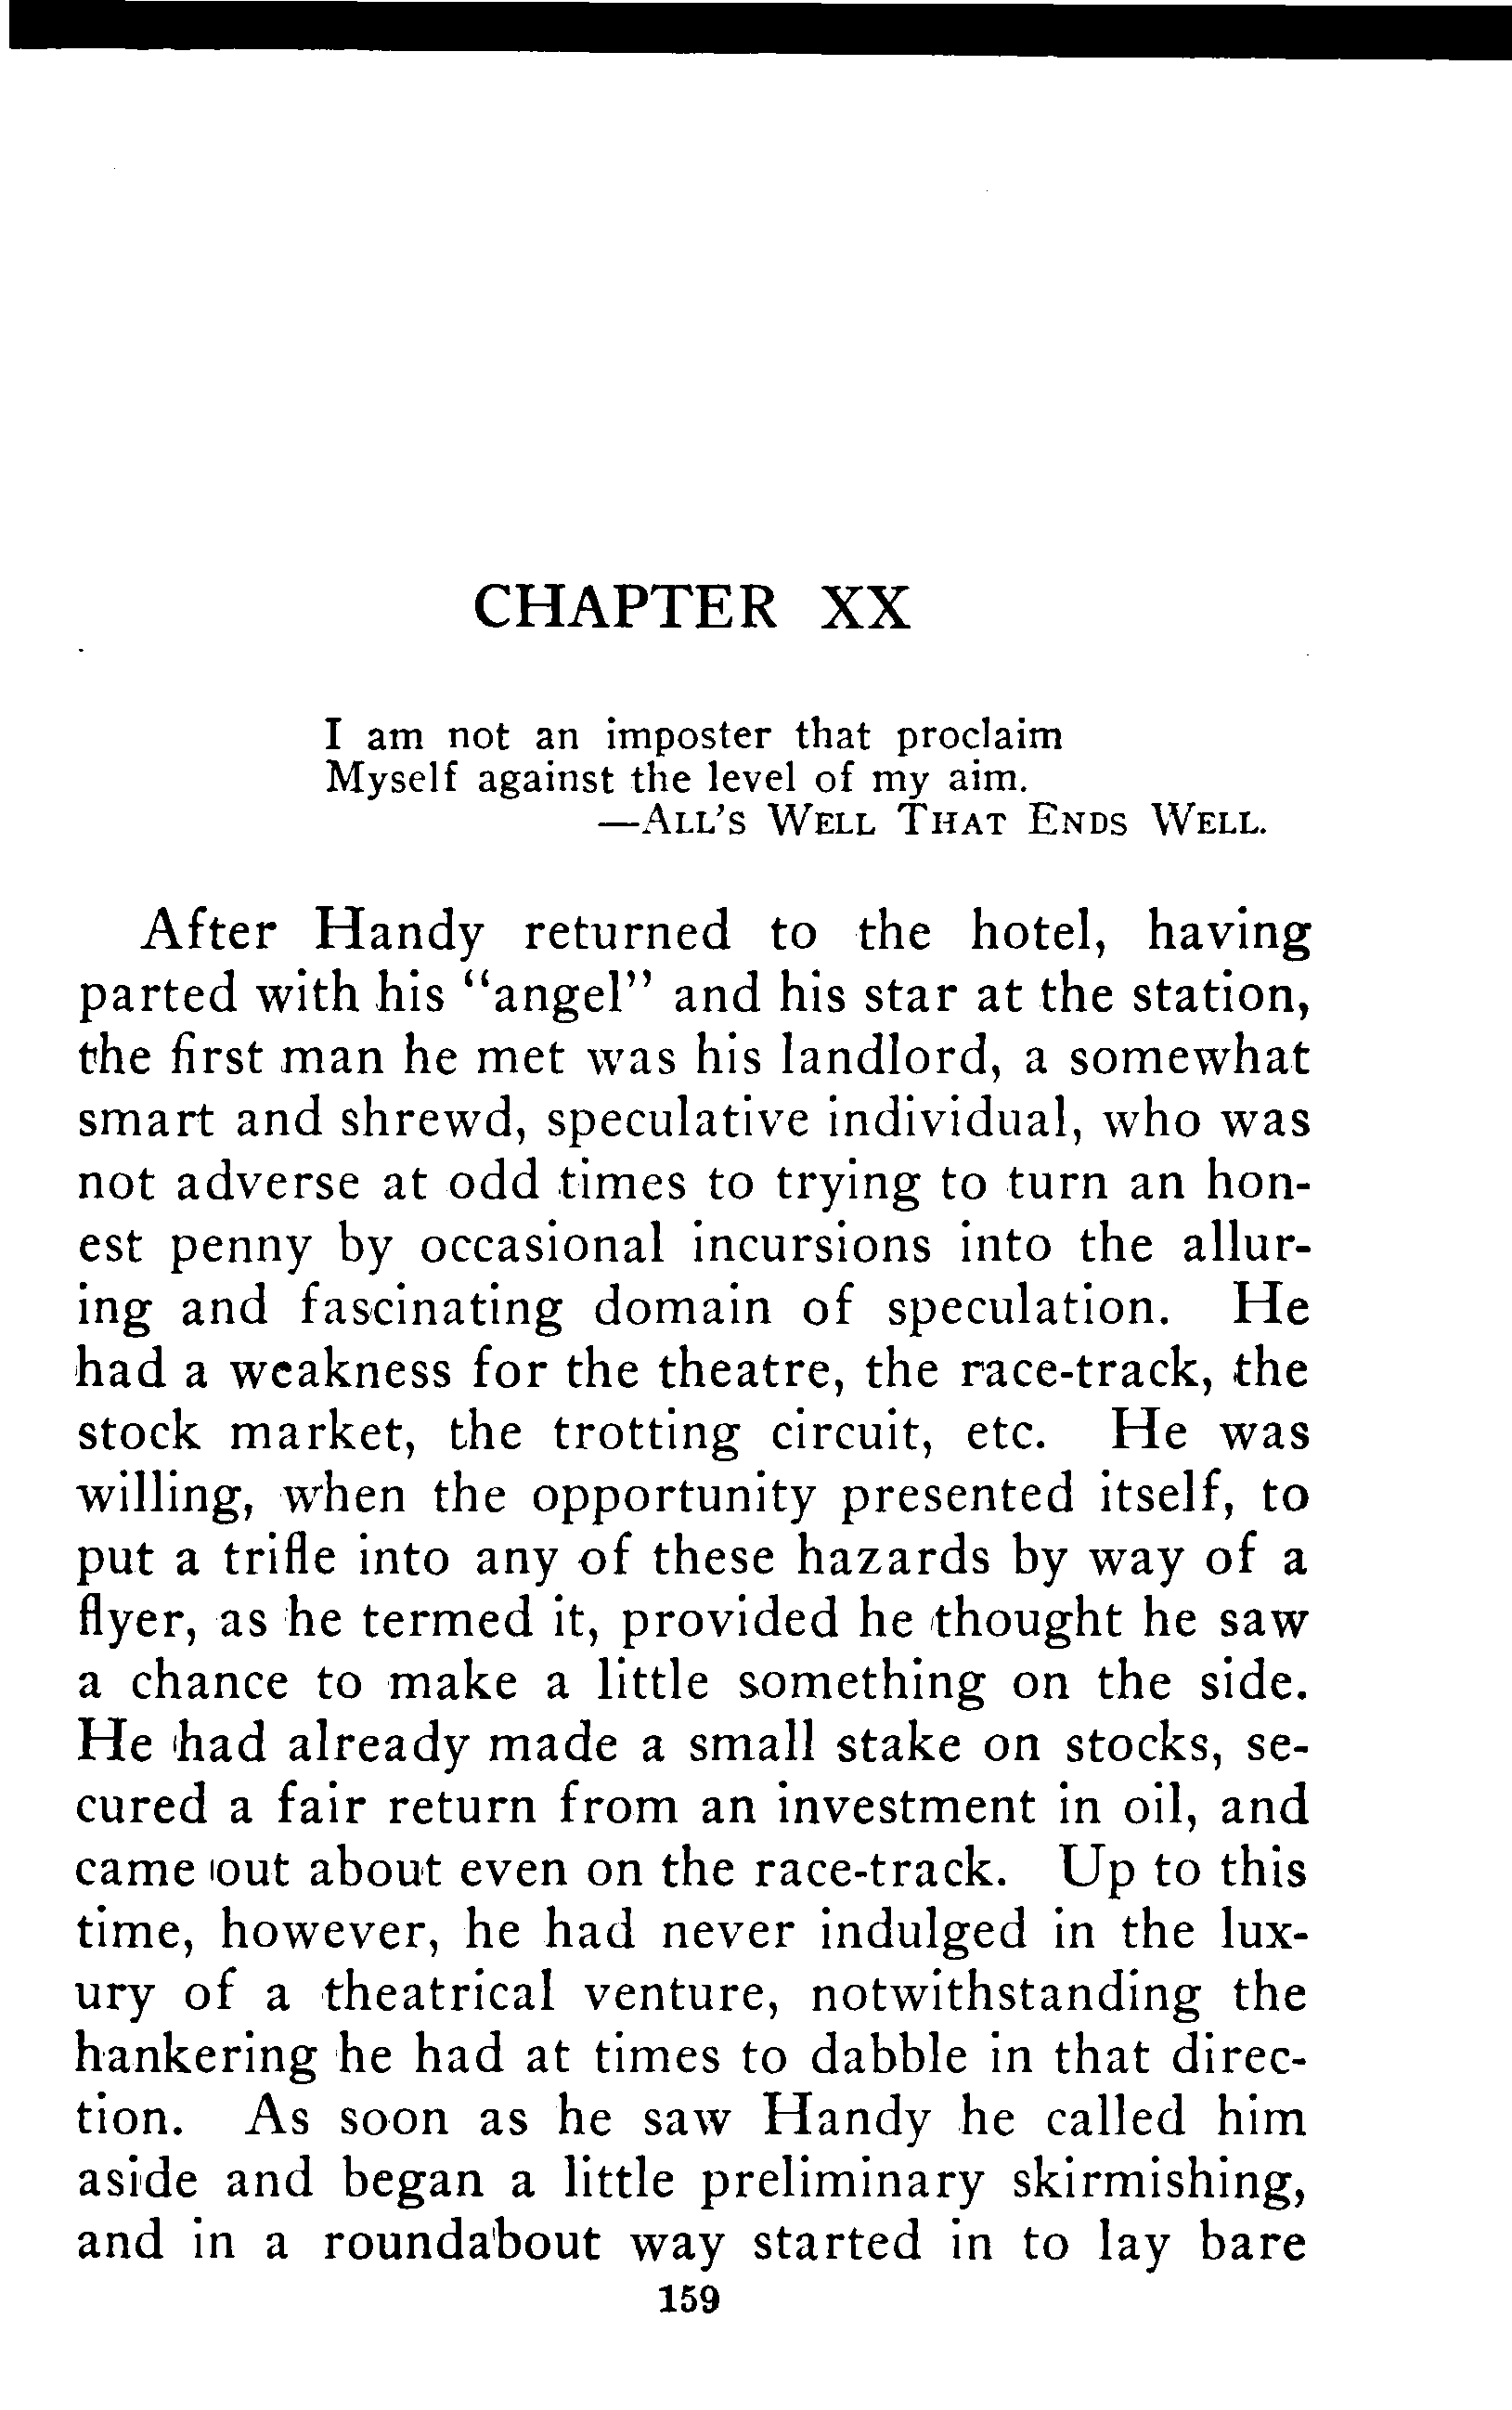 CHAPTER XX
I am not an imposter that proclaim
Myself against the level of my aim.
—ALL'S WELL THAT ENDS WELL.
After Handy returned to the hotel, having
parted with his "angel" and his star at the station,
the first man he met was his landlord, a somewhat
smart and shrewd, speculative individual, who was
not adverse at odd times to trying to turn an hon-
est penny by occasional incursions into the allur-
ing and fascinating domain of speculation. He
had a weakness for the theatre, the race-track, the
stock market, the trotting circuit, etc. He was
willing, when the opportunity presented itself, to
put a trifle into any of these hazards by way of a
flyer, as he termed it, provided he thought he saw
a chance to make a little something on the side.
He had already made a small stake on stocks, se-
cured a fair return from an investment in oil, and
came out about even on the race-track. Up to this
time, however, he had never indulged in the lux-
ury of a theatrical venture, notwithstanding the
hankering he had at times to dabble in that direc-
tion. As soon as he saw Handy he called him
aside and began a little preliminary skirmishing,
and in a roundabout way started in to lay bare
159